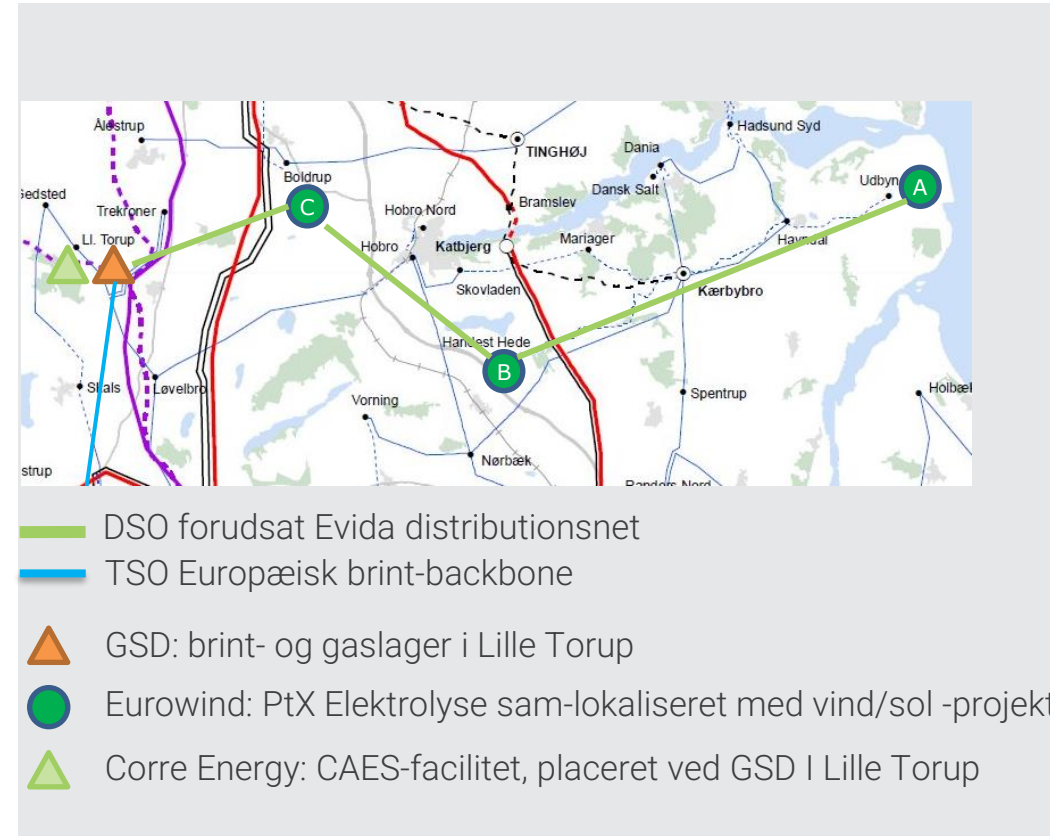 Ålestrup
TINGHØJ
Hadsund Syd
Dania
Boldrup
Udbyn
A
Gedsted
Dansk Salt
Trekroner
C
Hobro Nord
Bramslev
Ll. Torup
Hobro
Katbjerg
Mariager
Havndal
Skovladen
Kærbybro
Handest Hede
B
Skals
Løvelbro
Spentrup
Vorning
Nørbæk
strup
Randers Nord
DSO forudsat Evida distributionsnet
TSO Europæisk brint-backbone
GSD: brint- og gaslager i Lille Torup
Eurowind: PtX Elektrolyse sam-lokaliseret med vind/sol -projekt
Corre Energy: CAES-facilitet, placeret ved GSD I Lille Torup